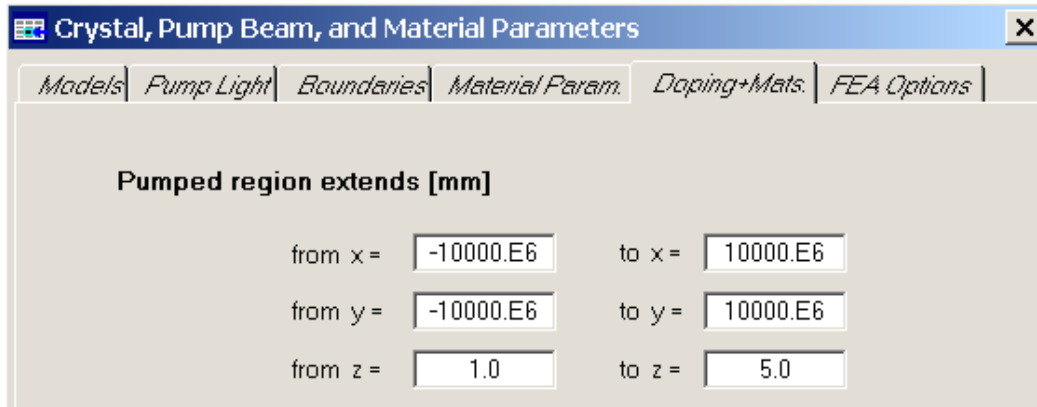 Crystal, Pump Beam, and Material Parameters
Models Pump Light Boundaries Material Param. Doping+Mats. FEA Options
Pumped region extends [mm]
from x = -10000.E6 to x = 10000.E6
from y = -10000.E6 to y = 10000.E6
from z = 1.0 to z = 5.0